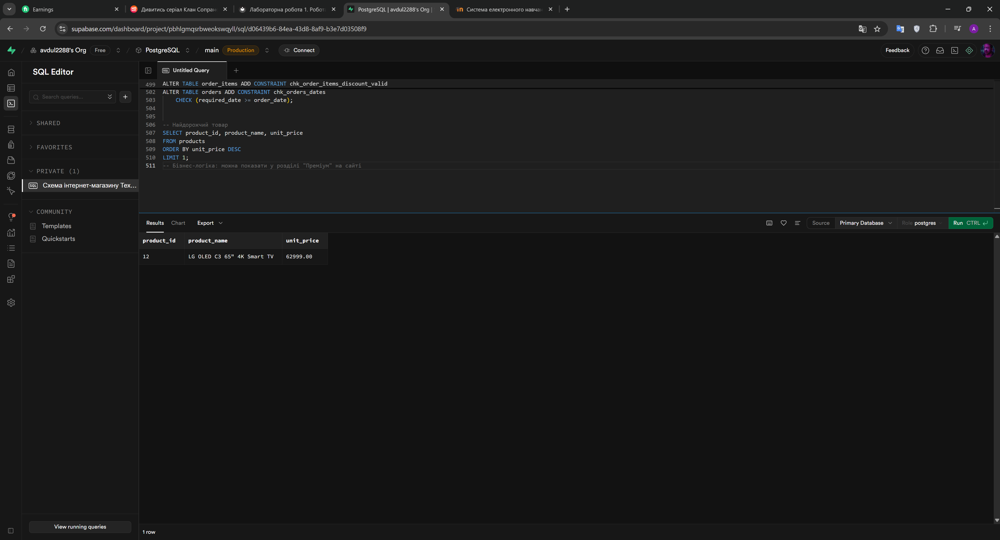 Earnings
Дивитись серіал Клан Сопран
Лабораторна робота 1. Робот
PostgreSQL | avdul2288's Org |
Система електронного навчан
supabase.com/dashboard/project/pbhlgmqsrbweokswqyll/sql/d06439b6-84ea-43d8-8af9-b3e7d03508f9
avdul2288's Org Free / PostgreSQL / main Production Connect
Feedback
SQL Editor
Search queries...
SHARED
FAVORITES
PRIVATE (1)
SQL Схема інтернет-магазину Тех...
COMMUNITY
Templates
Quickstarts
View running queries
SQL Untitled Query
499 ALTER TABLE order_items ADD CONSTRAINT chk_order_items_discount_valid
502 ALTER TABLE orders ADD CONSTRAINT chk_orders_dates
503 CHECK (required_date >= order_date);
504
505
506 -- Найдорожчий товар
507 SELECT product_id, product_name, unit_price
508 FROM products
509 ORDER BY unit_price DESC
510 LIMIT 1;
511 -- Бізнес-логіка: можна показати у розділі "Преміум" на сайті
Results Chart Export
Source Primary Database Role postgres Run CTRL
product_id product_name unit_price
12 LG OLED C3 65" 4K Smart TV 62999.00
1 row